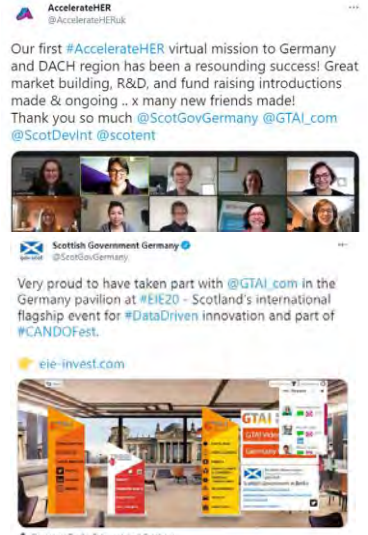 AccelerateHER
@AccelerateHERuk
Our first #AccelerateHER virtual mission to Germany
and DACH region has been a resounding success! Great
market building, R&D, and fund raising introductions
made & ongoing .. x many new friends made!
Thank you so much @ScotGovGermany @GTAI_com
@ScotDevInt @scotent
Scottish Government Germany
@ScotGovGermany
Very proud to have taken part with @GTAI_com in the
Germany pavilion at #EIE20 - Scotland's international
flagship event for #DataDriven innovation and part of
#CANDOFest.
eie-invest.com
GTAI
GTAI Video
Germany